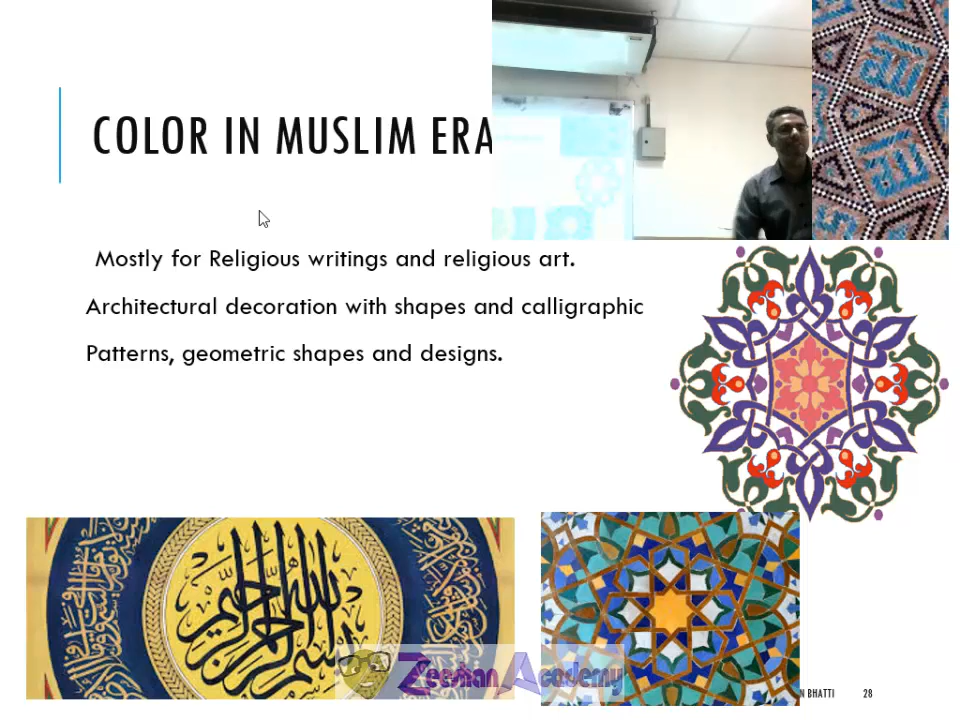 COLOR IN MUSLIM ERA
Mostly for Religious writings and religious art.
Architectural decoration with shapes and calligraphic
Patterns, geometric shapes and designs.
بسم الله الرحمن الرحيم
Zeeshan Academy
N BHATTI 28